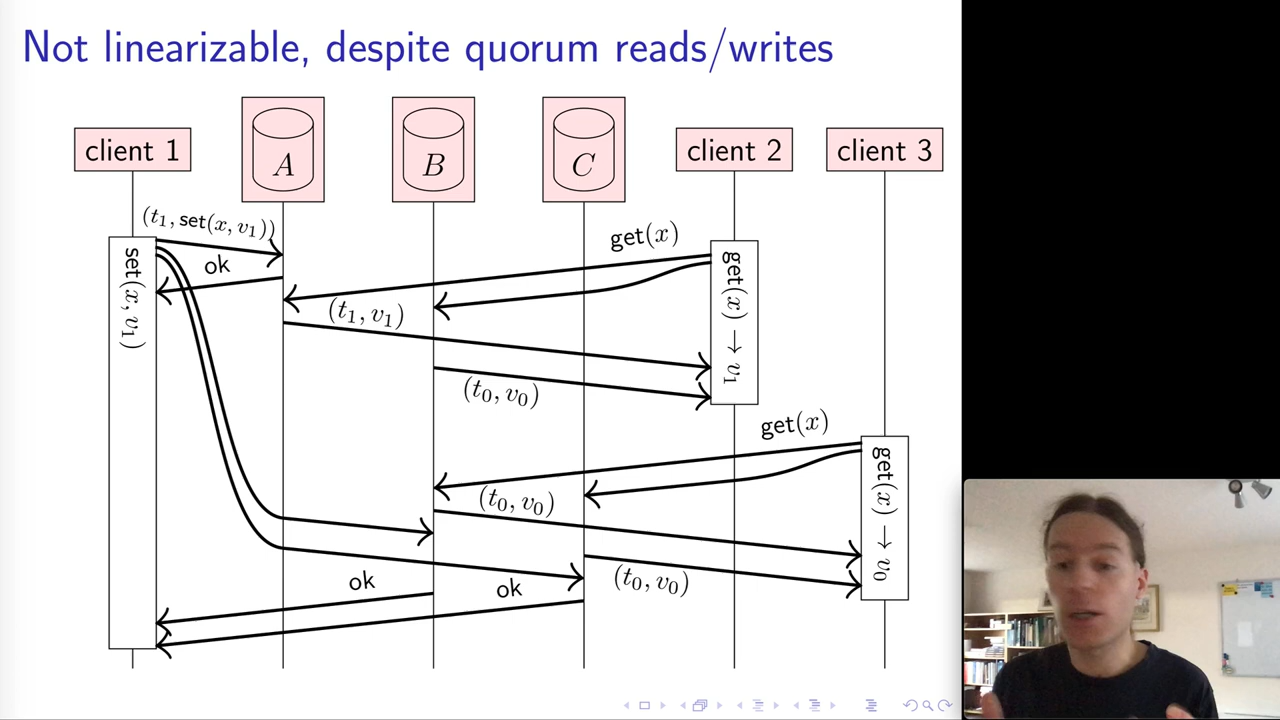 Not linearizable, despite quorum reads/writes
client 1
A
B
C
client 2
client 3
(t₁, set(x, v₁))
ok
set(x, v₁)
get(x)
get(x) → v₁
(t₁, v₁)
(t₀, v₀)
get(x)
get(x) → v₀
(t₀, v₀)
(t₀, v₀)
ok
ok